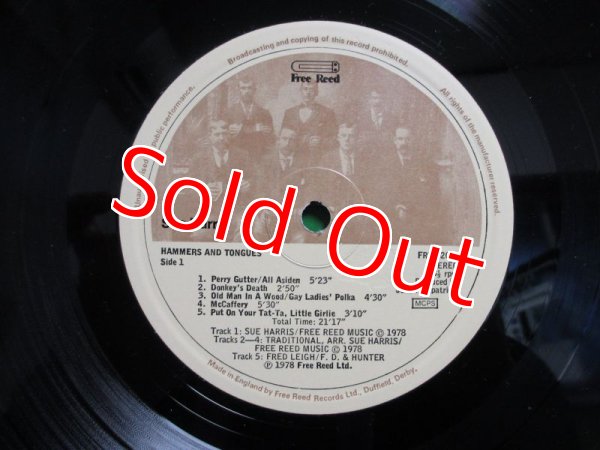 Broadcasting and copying of this record prohibited.
public performance.
All rights of the manufacturer reserved.
Free Reed
Sold Out
HAMMERS AND TONGUES
Side 1
1. Perry Gutter/All Asiden 5'23"
2. Donkey's Death 2'50"
3. Old Man In A Wood/Gay Ladies' Polka 4'30"
4. McCaffery 5'30"
5. Put On Your Tat-Ta, Little Girlie 3'10"
Total Time: 21'17"
MCPS
Track 1: SUE HARRIS/FREE REED MUSIC © 1978
Tracks 2—4: TRADITIONAL, ARR. SUE HARRIS/
FREE REED MUSIC © 1978
Track 5: FRED LEIGH/F. D. & HUNTER
℗ 1978 Free Reed Ltd.
Made in England by Free Reed Records Ltd., Duffield, Derby.